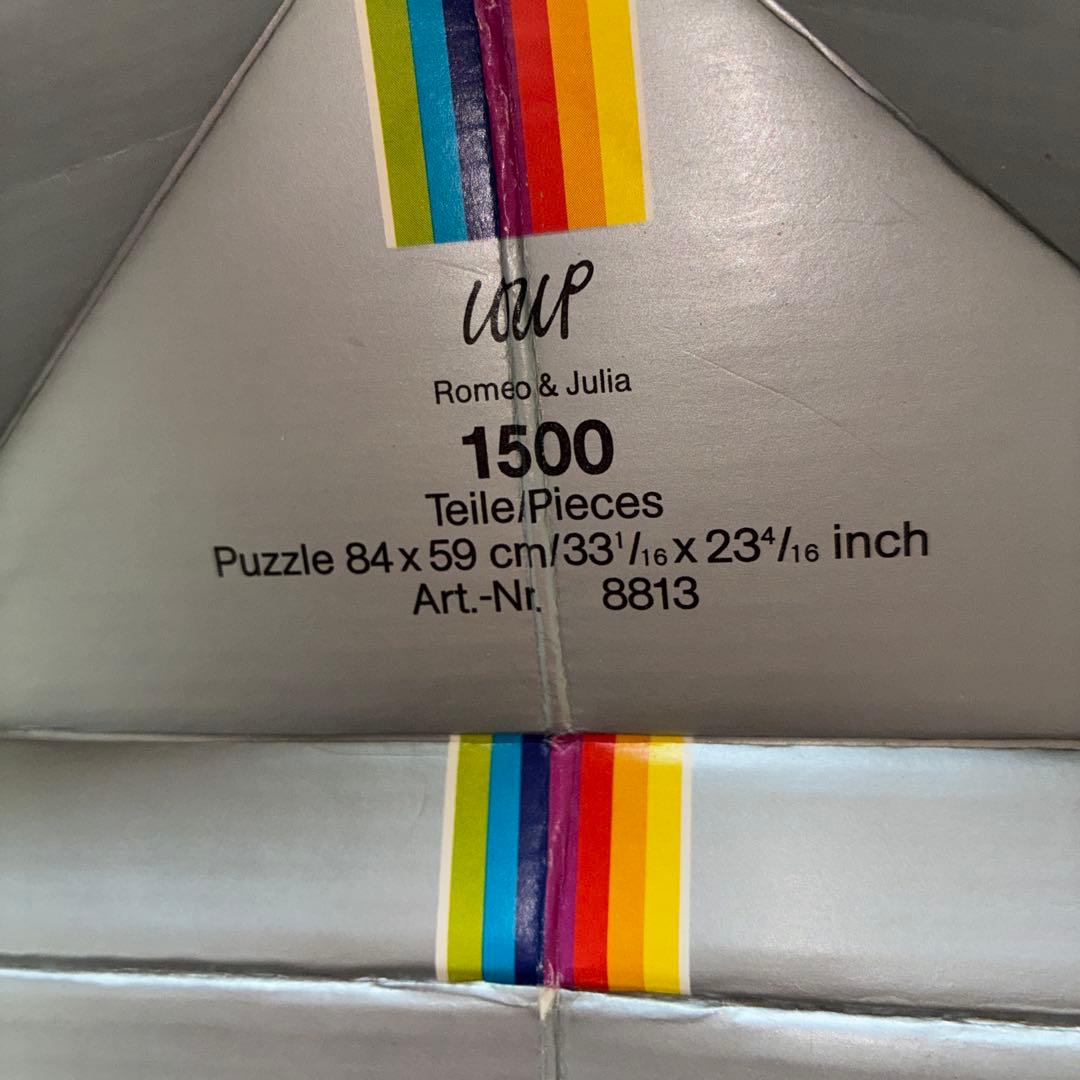 LOUP
Romeo & Julia
1500
Teile/Pieces
Puzzle 84 x 59 cm/33¹/₁₆ x 23⁴/₁₆ inch
Art.-Nr. 8813